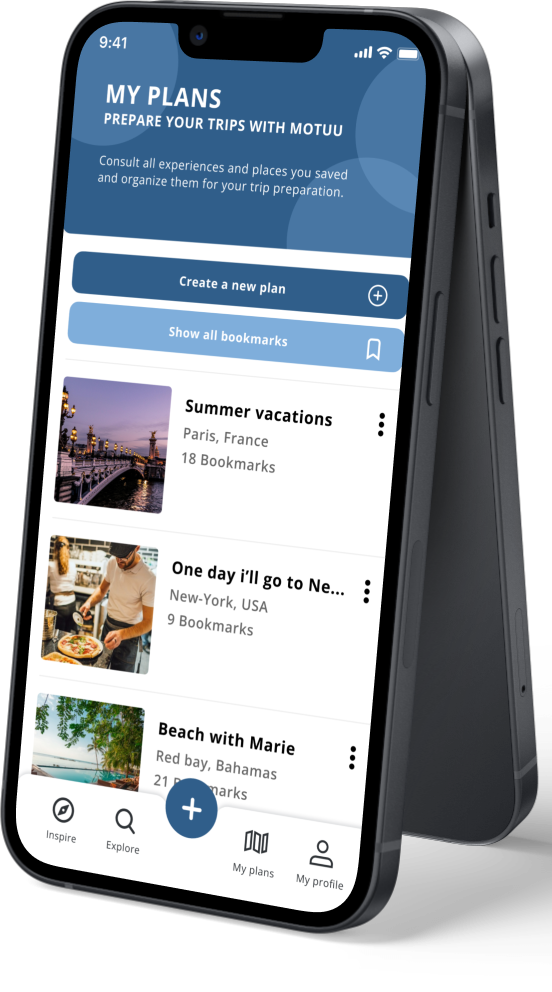 9:41
MY PLANS
PREPARE YOUR TRIPS WITH MOTUU
Consult all experiences and places you saved
and organize them for your trip preparation.
Create a new plan
Show all bookmarks
Summer vacations
Paris, France
18 Bookmarks
One day i’ll go to Ne...
New-York, USA
9 Bookmarks
Beach with Marie
Red bay, Bahamas
21
Inspire
Explore
My plans
My profile